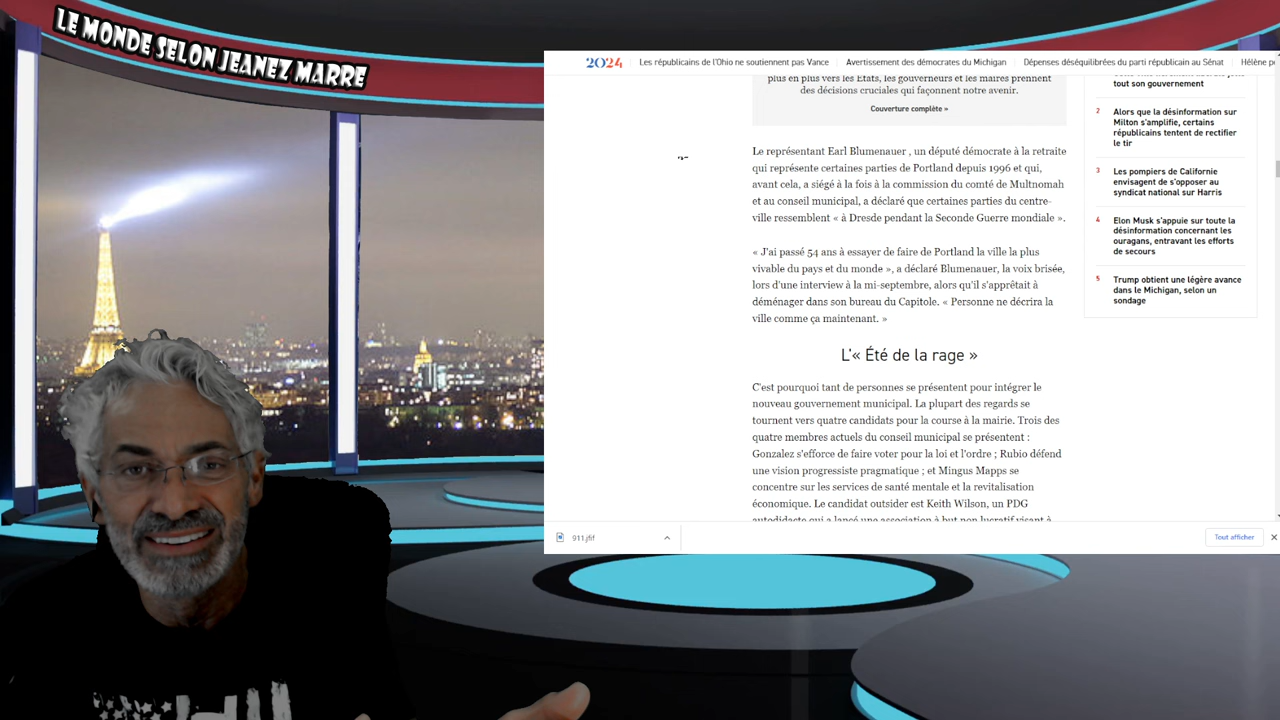 LE MONDE SELON JEANEZ MARRE
2024
Les républicains de l'Ohio ne soutiennent pas Vance
Avertissement des démocrates du Michigan
Dépenses déséquilibrées du parti républicain au Sénat
Hélène
plus en plus vers les États, les gouverneurs et les maires prennent
des décisions cruciales qui façonnent notre avenir.
Couverture complète »
Le représentant Earl Blumenauer , un député démocrate à la retraite
qui représente certaines parties de Portland depuis 1996 et qui,
avant cela, a siégé à la fois à la commission du comté de Multnomah
et au conseil municipal, a déclaré que certaines parties du centre-
ville ressemblent « à Dresde pendant la Seconde Guerre mondiale ».
« J'ai passé 54 ans à essayer de faire de Portland la ville la plus
vivable du pays et du monde », a déclaré Blumenauer, la voix brisée,
lors d'une interview à la mi-septembre, alors qu'il s'apprêtait à
déménager dans son bureau du Capitole. « Personne ne décrira la
ville comme ça maintenant. »
L'« Été de la rage »
C'est pourquoi tant de personnes se présentent pour intégrer le
nouveau gouvernement municipal. La plupart des regards se
tournent vers quatre candidats pour la course à la mairie. Trois des
quatre membres actuels du conseil municipal se présentent :
Gonzalez s'efforce de faire voter pour la loi et l'ordre ; Rubio défend
une vision progressiste pragmatique ; et Mingus Mapps se
concentre sur les services de santé mentale et la revitalisation
économique. Le candidat outsider est Keith Wilson, un PDG
autodidacte qui a lancé une association à but non lucratif visant à
tout son gouvernement
2
Alors que la désinformation sur
Milton s'amplifie, certains
républicains tentent de rectifier
le tir
3
Les pompiers de Californie
envisagent de s'opposer au
syndicat national sur Harris
4
Elon Musk s'appuie sur toute la
désinformation concernant les
ouragans, entravant les efforts
de secours
5
Trump obtient une légère avance
dans le Michigan, selon un
sondage
911.jfif
Tout afficher